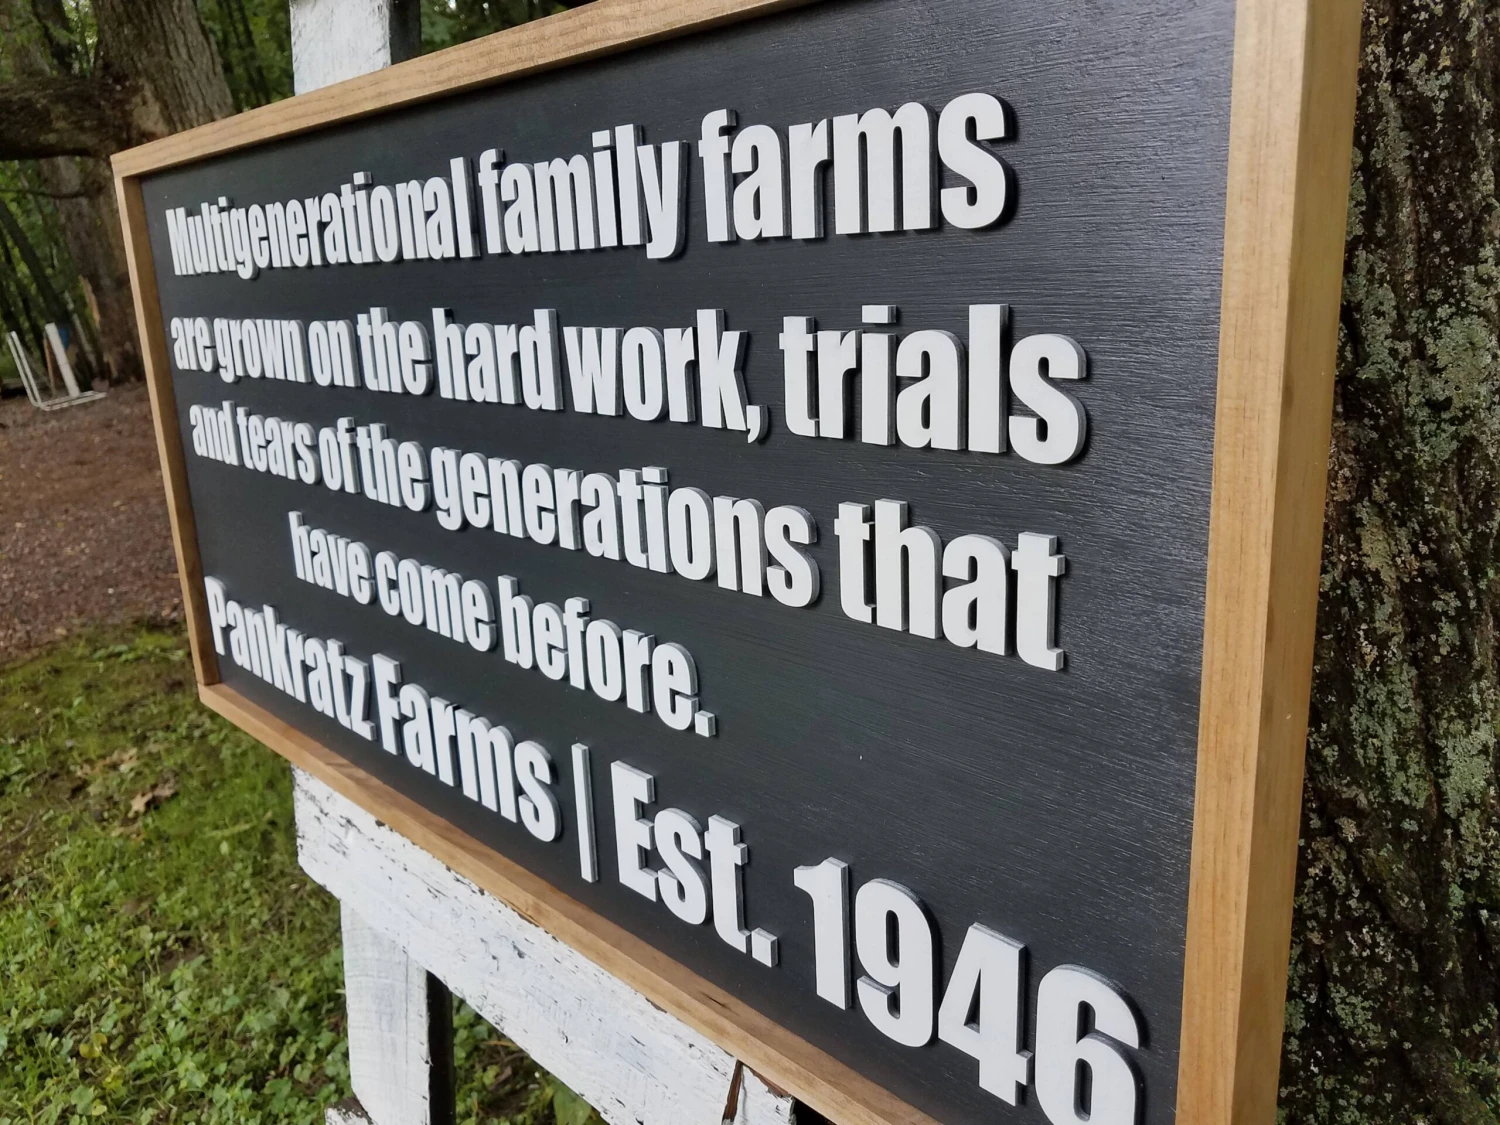 Multigenerational family farms
are grown on the hard work, trials
and tears of the generations that
have come before.
Pankratz Farms | Est. 1946